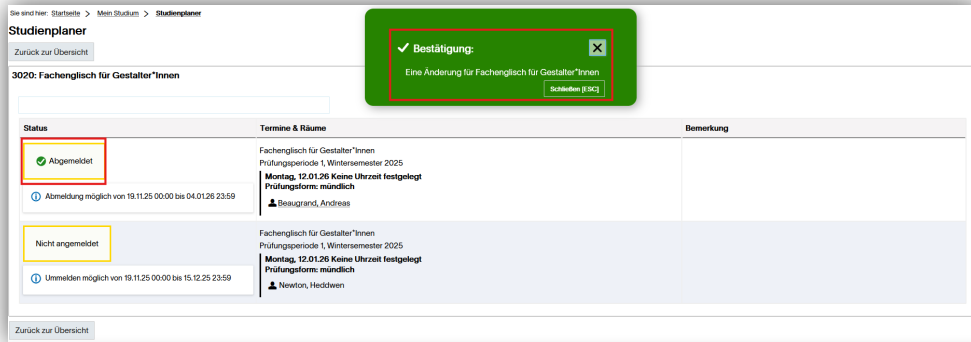 Sie sind hier: Startseite > Mein Studium > Studienplaner
Studienplaner
Zurück zur Übersicht
Bestätigung:
Eine Änderung für Fachenglisch für Gestalter*Innen
Schließen [ESC]
3020: Fachenglisch für Gestalter*Innen
Status Termine & Räume Bemerkung
Abgemeldet
Abmeldung möglich von 19.11.25 00:00 bis 04.01.26 23:59
Fachenglisch für Gestalter*Innen
Prüfungsperiode 1, Wintersemester 2025
Montag, 12.01.26 Keine Uhrzeit festgelegt
Prüfungsform: mündlich
Beaugrand, Andreas
Nicht angemeldet
Ummelden möglich von 19.11.25 00:00 bis 15.12.25 23:59
Fachenglisch für Gestalter*Innen
Prüfungsperiode 1, Wintersemester 2025
Montag, 12.01.26 Keine Uhrzeit festgelegt
Prüfungsform: mündlich
Newton, Heddwen
Zurück zur Übersicht